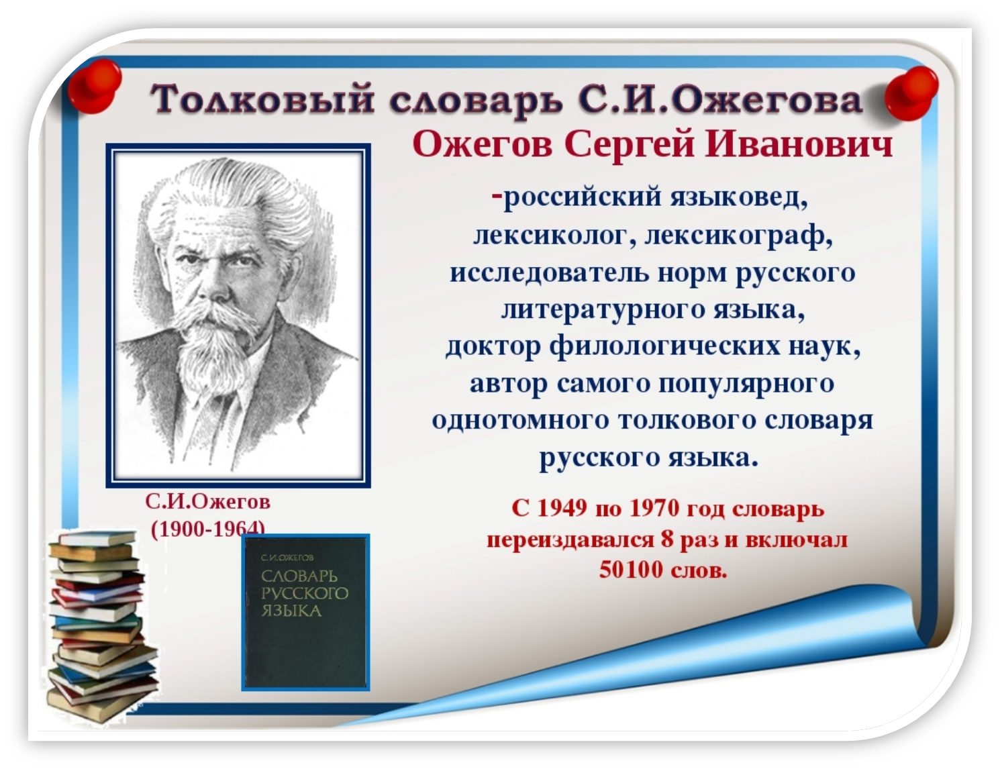 Толковый словарь С.И.Ожегова
Ожегов Сергей Иванович
-российский языковед,
лексиколог, лексикограф,
исследователь норм русского
литературного языка,
доктор филологических наук,
автор самого популярного
однотомного толкового словаря
русского языка.
С 1949 по 1970 год словарь
переиздавался 8 раз и включал
50100 слов.
С.И.Ожегов
(1900-1964)
С.И.ОЖЕГОВ
СЛОВАРЬ
РУССКОГО
ЯЗЫКА